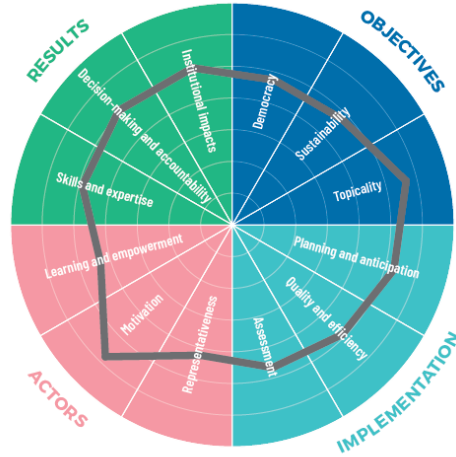 RESULTS
OBJECTIVES
Institutional impacts
Democracy
Decision-making and accountability
Sustainability
Skills and expertise
Topicality
Learning and empowerment
Planning and anticipation
Motivation
Quality and efficiency
Representativeness
Assessment
ACTORS
IMPLEMENTATION